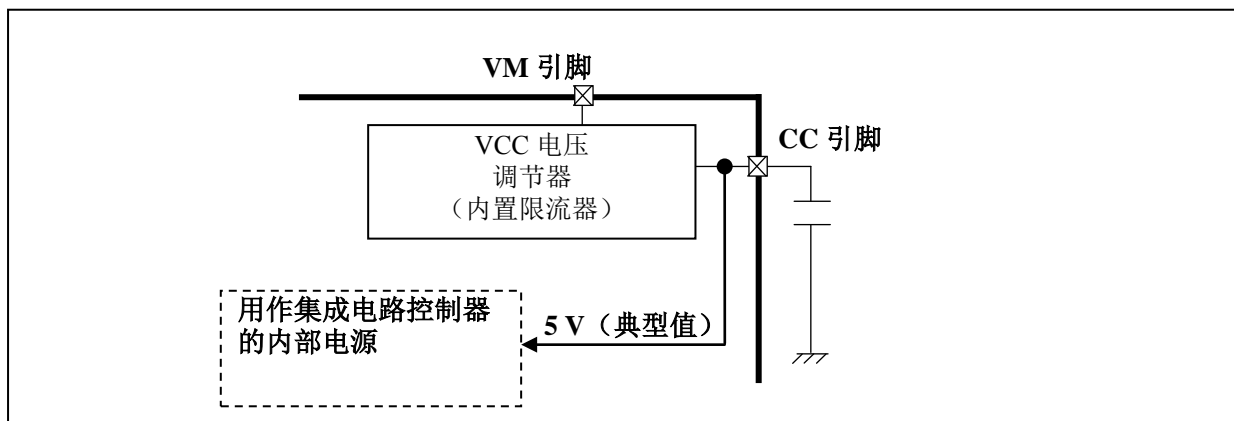 VM 引脚
VCC 电压
调节器
（内置限流器）
CC 引脚
用作集成电路控制器
的内部电源
5 V（典型值）